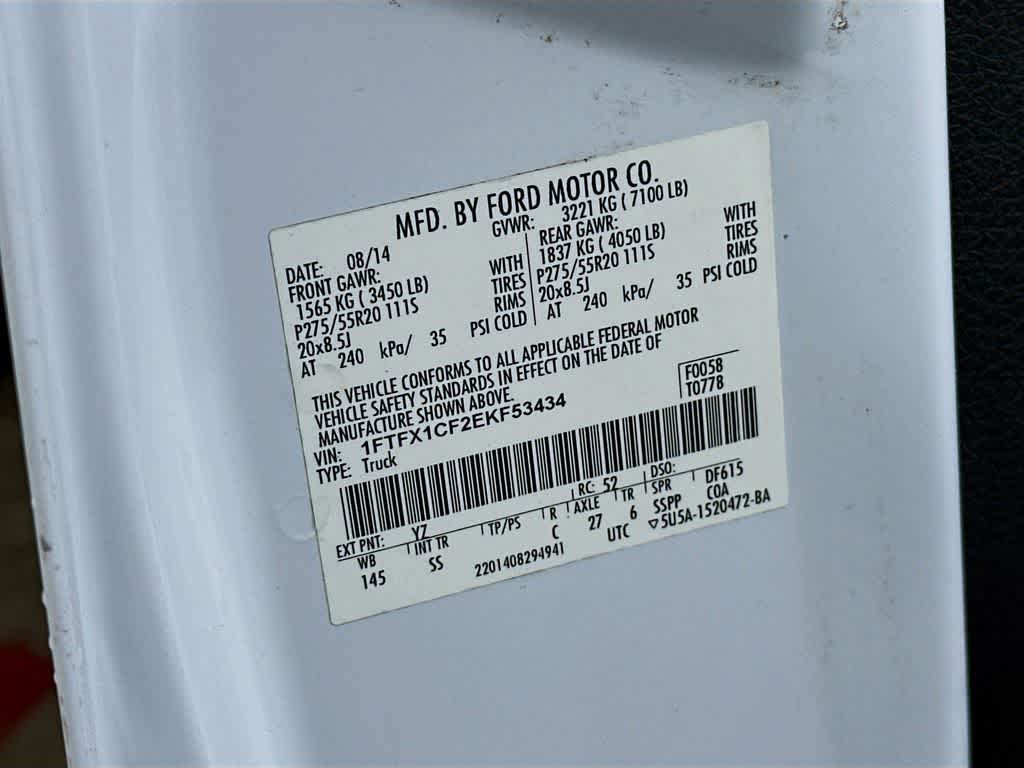 MFD. BY FORD MOTOR CO.
DATE: 08/14 GVWR: 3221 KG ( 7100 LB)
FRONT GAWR: REAR GAWR:
1565 KG ( 3450 LB) WITH 1837 KG ( 4050 LB) WITH
P275/55R20 111S TIRES P275/55R20 111S TIRES
20x8.5J RIMS 20x8.5J RIMS
AT 240 kPa/ 35 PSI COLD AT 240 kPa/ 35 PSI COLD
THIS VEHICLE CONFORMS TO ALL APPLICABLE FEDERAL MOTOR
VEHICLE SAFETY STANDARDS IN EFFECT ON THE DATE OF
MANUFACTURE SHOWN ABOVE.
VIN: 1FTFX1CF2EKF53434 F0058
TYPE: Truck T0778
EXT PNT: YZ RC: 52 DSO:
WB INT TR TP/PS R AXLE TR SPR DF615
145 SS C 27 6 SSPP COA
2201408294941 UTC ▽5U5A-1520472-BA